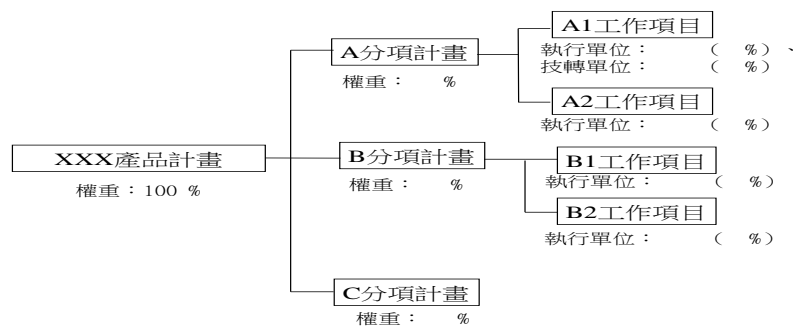 A1工作項目
A分項計畫
執行單位：　　　（　%）、
技轉單位：　　　（　%）
權重：　%
A2工作項目
執行單位：　　　（　%）
XXX產品計畫
B分項計畫
B1工作項目
權重：100 %
權重：　%
執行單位：　　　（　%）
B2工作項目
執行單位：　　　（　%）
C分項計畫
權重：　%